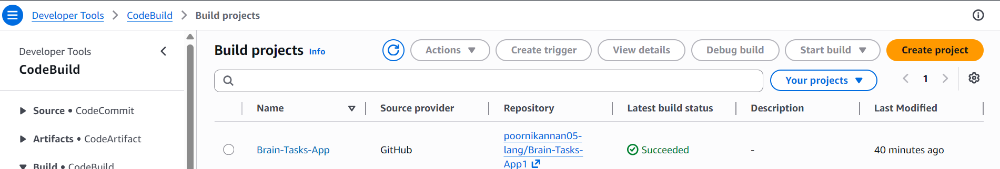 Developer Tools > CodeBuild > Build projects
Developer Tools
CodeBuild
Source • CodeCommit
Artifacts • CodeArtifact
Build • CodeBuild
Build projects Info
Actions Create trigger View details Debug build Start build Create project
Your projects 1
Name Source provider Repository Latest build status Description Last Modified
Brain-Tasks-App GitHub poornikannan05-
lang/Brain-Tasks-
App1 Succeeded - 40 minutes ago